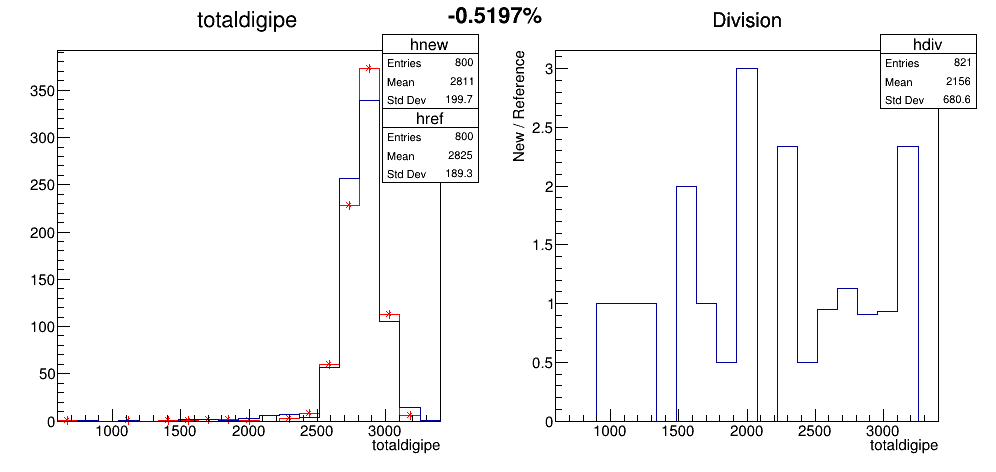 totaldigipe
-0.5197%
Division
hnew
Entries 800
Mean 2811
Std Dev 199.7
href
Entries 800
Mean 2825
Std Dev 189.3
350
300
250
200
150
100
50
0
1000 1500 2000 2500 3000
totaldigipe
hdiv
Entries 821
Mean 2156
Std Dev 680.6
New / Reference
3
2.5
2
1.5
1
0.5
0
1000 1500 2000 2500 3000
totaldigipe